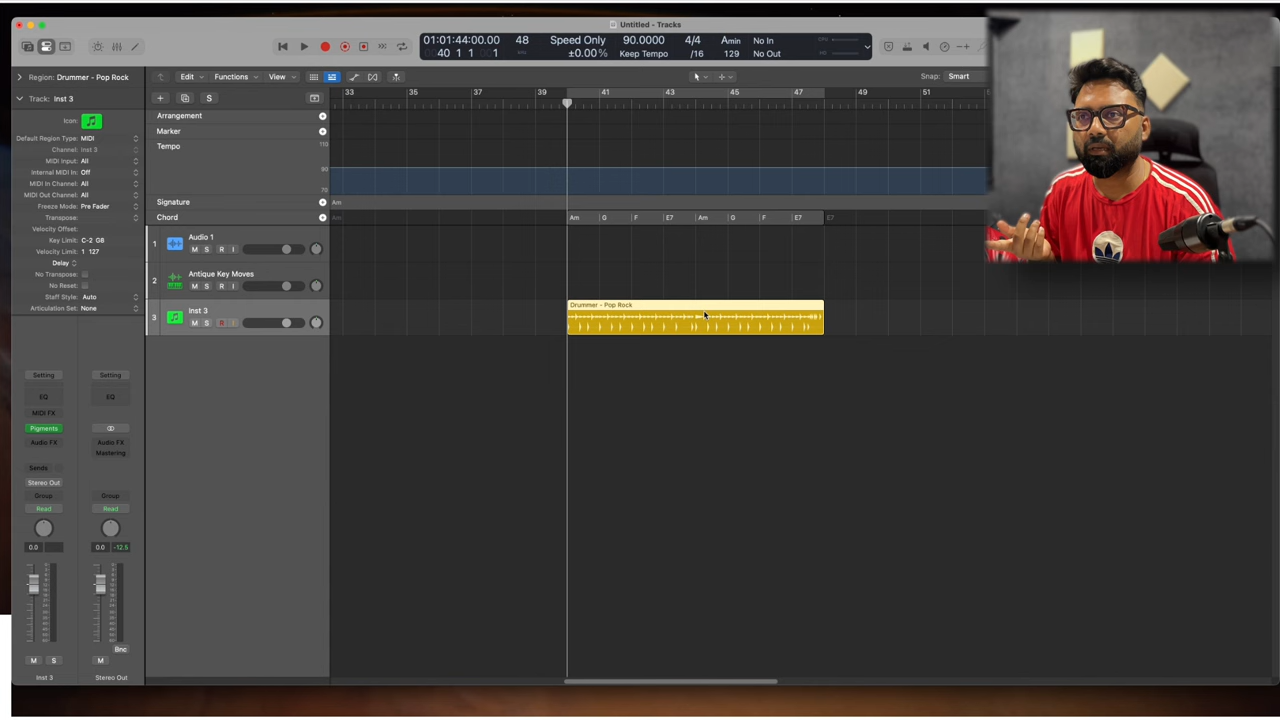 Untitled - Tracks
01:01:44:00.00 48 Speed Only 90.0000 4/4 Amin No In CPU
40 1 1 1 ±0.00% Keep Tempo /16 129 No Out
Region: Drummer - Pop Rock Edit Functions View Snap: Smart
Track: Inst 3 S 33 35 37 39 41 43 45 47 49 51
Icon: Arrangement
Default Region Type: MIDI Marker
Channel: Inst 3 Tempo 110
MIDI Input: All 90
Internal MIDI In: Off 70
MIDI In Channel: All
MIDI Out Channel: All
Freeze Mode: Pre Fader Signature Am
Transpose: Chord Am Am G F E7 Am G F E7 E7
Velocity Offset:
Key Limit: C-2 G8 1 Audio 1
Velocity Limit: 1 127 M S R I
Delay
No Transpose: 2 Antique Key Moves
No Reset: M S R I
Staff Style: Auto
Articulation Set: None Drummer - Pop Rock
3 Inst 3
M S R I
Setting Setting
EQ EQ
MIDI FX
Pigments
Audio FX Audio FX
Mastering
Sends
Stereo Out
Group Group
Read Read
0.0 0.0 -12.5
Bnc
M S M
Inst 3 Stereo Out